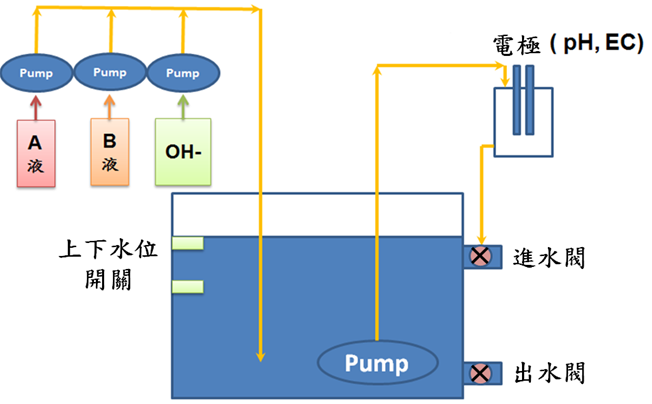 電極 ( pH, EC)
Pump Pump Pump
A
液
B
液
OH-
上下水位
開關
進水閥
Pump
出水閥